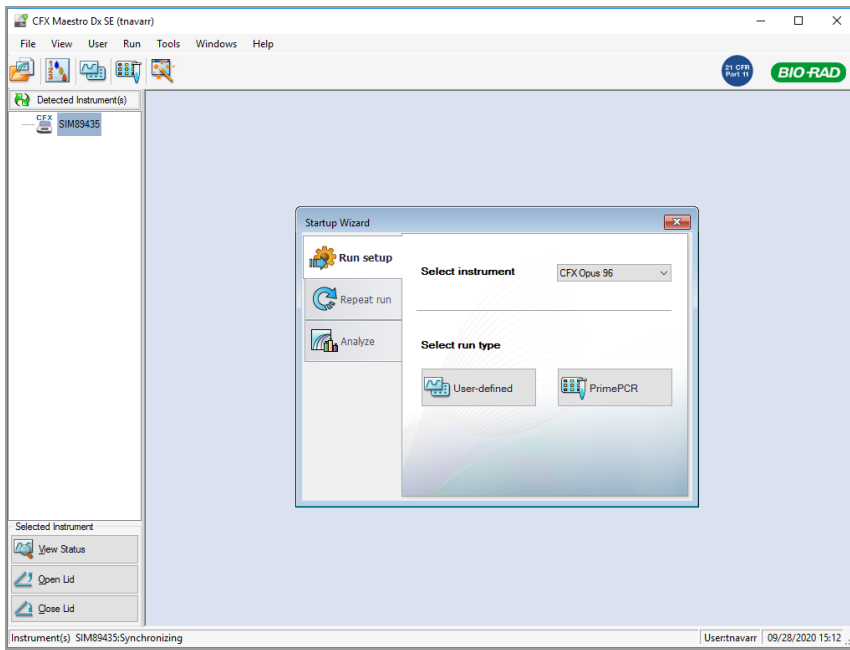 CFX Maestro Dx SE (tnavarr)
File View User Run Tools Windows Help
21 CFR
Part 11
BIO-RAD
Detected Instrument(s)
CFX
SIM89435
Startup Wizard
Run setup
Select instrument
CFX Opus 96
Repeat run
Analyze
Select run type
User-defined
PrimePCR
Selected Instrument
View Status
Open Lid
Close Lid
Instrument(s) SIM89435:Synchronizing
User:tnavarr 09/28/2020 15:12